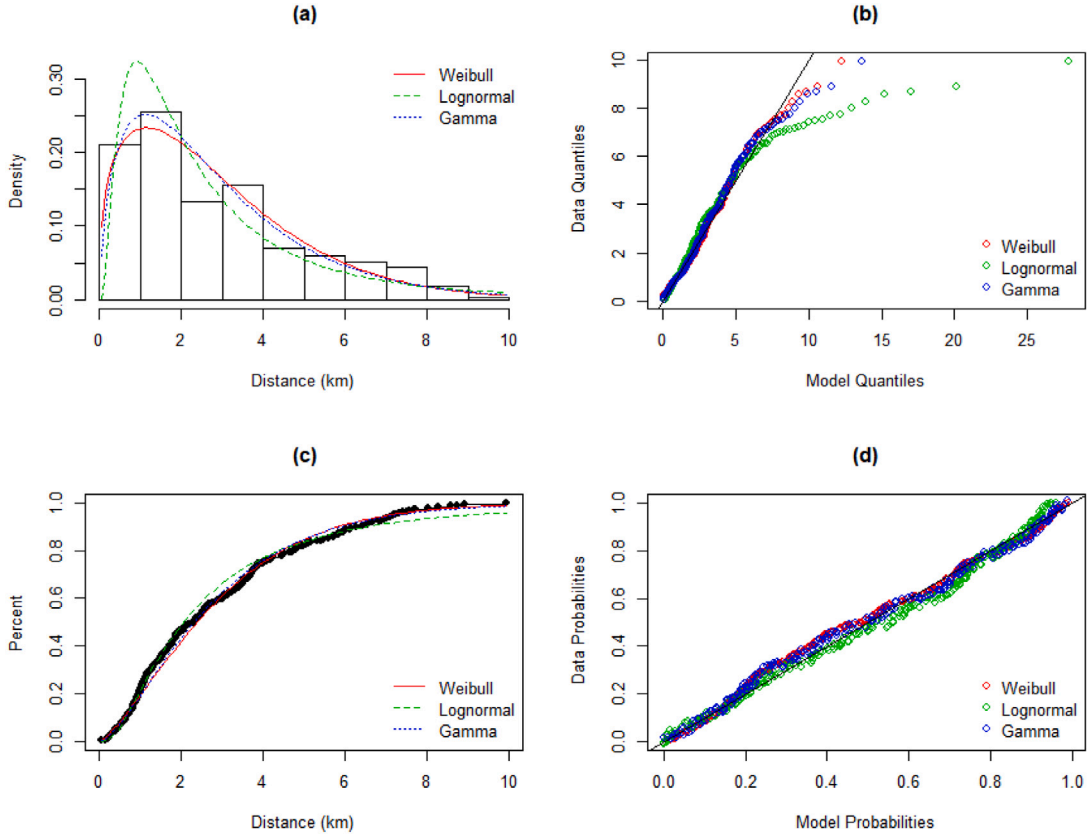 (a)
Density
0.00 0.10 0.20 0.30
Weibull
Lognormal
Gamma
0 2 4 6 8 10
Distance (km)
(b)
Data Quantiles
0 2 4 6 8 10
Weibull
Lognormal
Gamma
0 5 10 15 20 25
Model Quantiles
(c)
Percent
0.0 0.2 0.4 0.6 0.8 1.0
Weibull
Lognormal
Gamma
0 2 4 6 8 10
Distance (km)
(d)
Data Probabilities
0.0 0.2 0.4 0.6 0.8 1.0
Weibull
Lognormal
Gamma
0.0 0.2 0.4 0.6 0.8 1.0
Model Probabilities